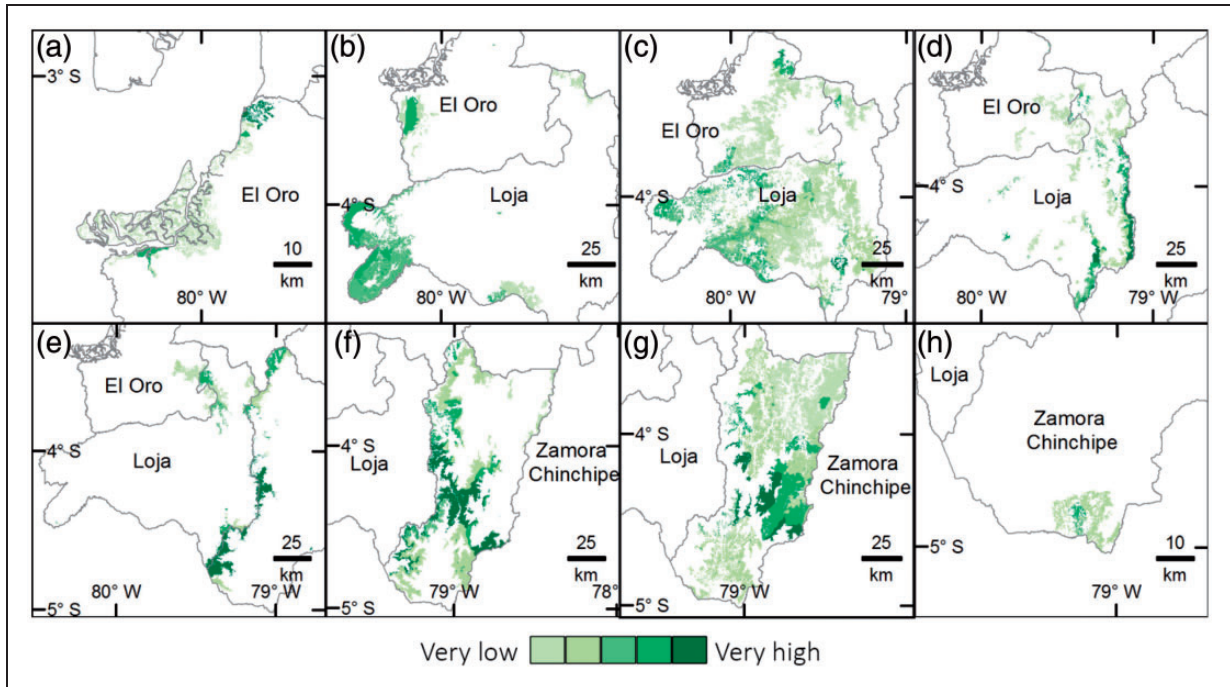 (a)
3° S
El Oro
10
km
80° W
(b)
El Oro
Loja
4° S
25
km
80° W
(c)
El Oro
4° S
Loja
25
km
80° W
79°
(d)
El Oro
4° S
Loja
25
km
80° W
79° W
(e)
El Oro
4° S
Loja
25
km
80° W
79° W
5° S
(f)
4° S
Loja
Zamora
Chinchipe
25
km
79° W
78°
5° S
(g)
4° S
Loja
Zamora
Chinchipe
25
km
79° W
5° S
(h)
Loja
Zamora
Chinchipe
10
km
5° S
79° W
Very low
Very high